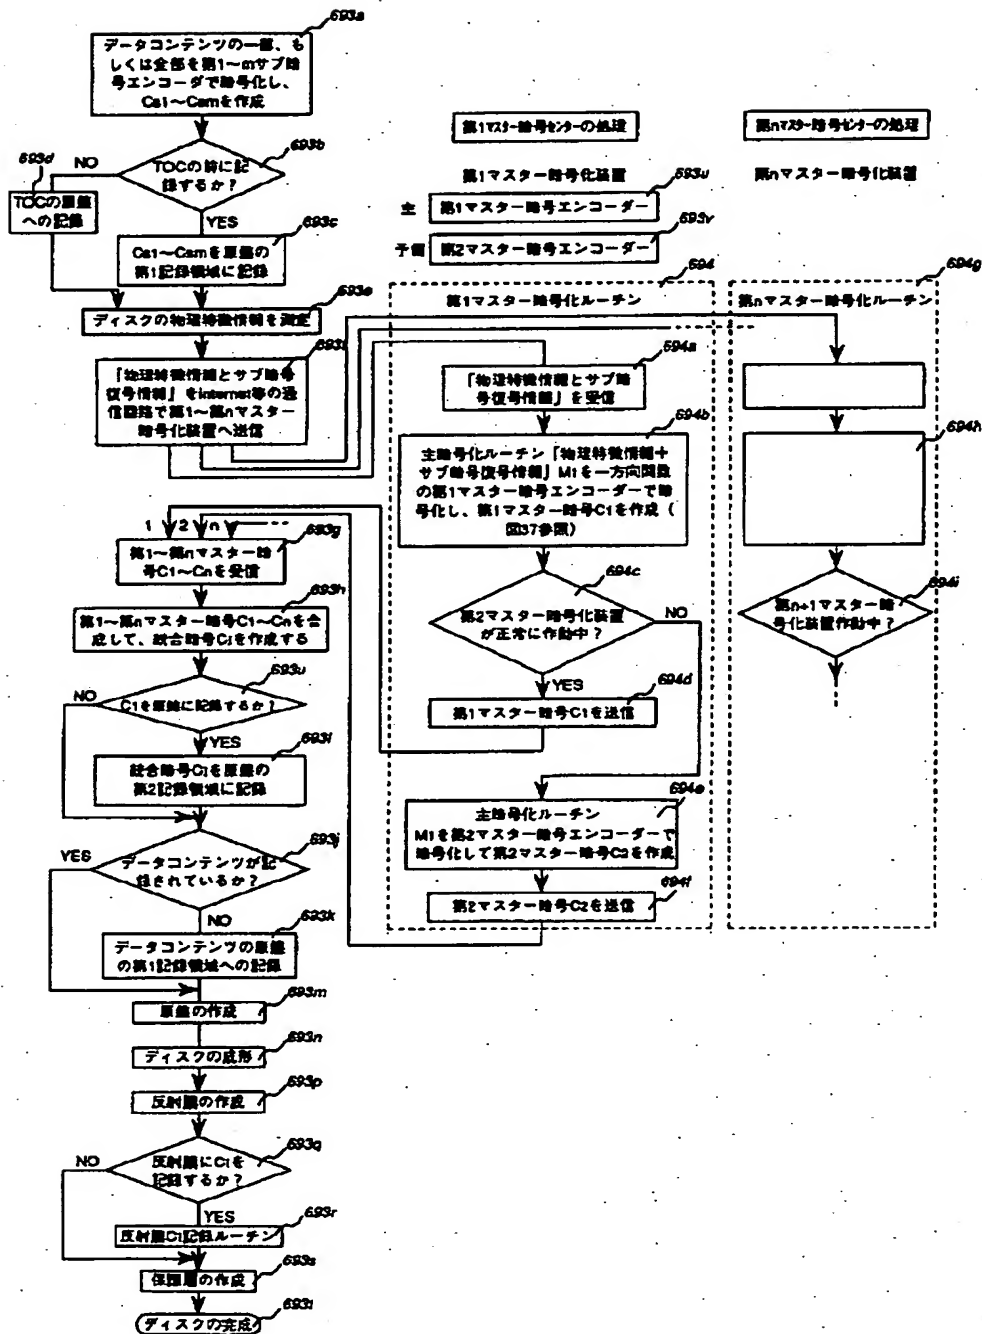 693a
データコンテンツの一部、も
しくは全部を第1〜mサブ暗
号エンコーダで暗号化し、
Cs1〜Csmを作成
693b
TOCの前に記
録するか?
NO
YES
693d
TOCの原盤
への記録
693c
Cs1〜Csmを原盤の
第1記録領域に記録
693e
ディスクの物理特徴情報を測定
693f
「物理特徴情報とサブ暗号
復号情報」をinternet等の通
信回路で第1〜第nマスター
暗号化装置へ送信
1 2 n
693g
第1〜第nマスター暗
号C1〜Cnを受信
693h
第1〜第nマスター暗号C1〜Cnを合
成して、統合暗号CIを作成する
693u
CIを原盤に記録するか?
NO
YES
693i
統合暗号CIを原盤の
第2記録領域に記録
693j
データコンテンツが記
録されているか?
YES
NO
693k
データコンテンツの原盤
の第1記録領域への記録
693m
原盤の作成
693n
ディスクの成形
693p
反射膜の作成
693q
反射膜にCIを
記録するか?
NO
YES
693r
反射膜CI記録ルーチン
693s
保護層の作成
693t
ディスクの完成
第1マスター暗号センターの処理
第1マスター暗号化装置
693u
主 第1マスター暗号エンコーダー
693v
予備 第2マスター暗号エンコーダー
694
第1マスター暗号化ルーチン
694a
「物理特徴情報とサブ暗
号復号情報」を受信
694b
主暗号化ルーチン「物理特徴情報+
サブ暗号復号情報」M1を一方向関数
の第1マスター暗号エンコーダーで暗
号化し、第1マスター暗号C1を作成(
図37参照)
694c
第2マスター暗号化装置
が正常に作動中?
NO
YES
694d
第1マスター暗号C1を送信
694e
主暗号化ルーチン
M1を第2マスター暗号エンコーダーで
暗号化して第2マスター暗号C2を作成
694f
第2マスター暗号C2を送信
第nマスター暗号センターの処理
第nマスター暗号化装置
694g
第nマスター暗号化ルーチン
694h
694i
第n+1マスター暗
号化装置作動中?